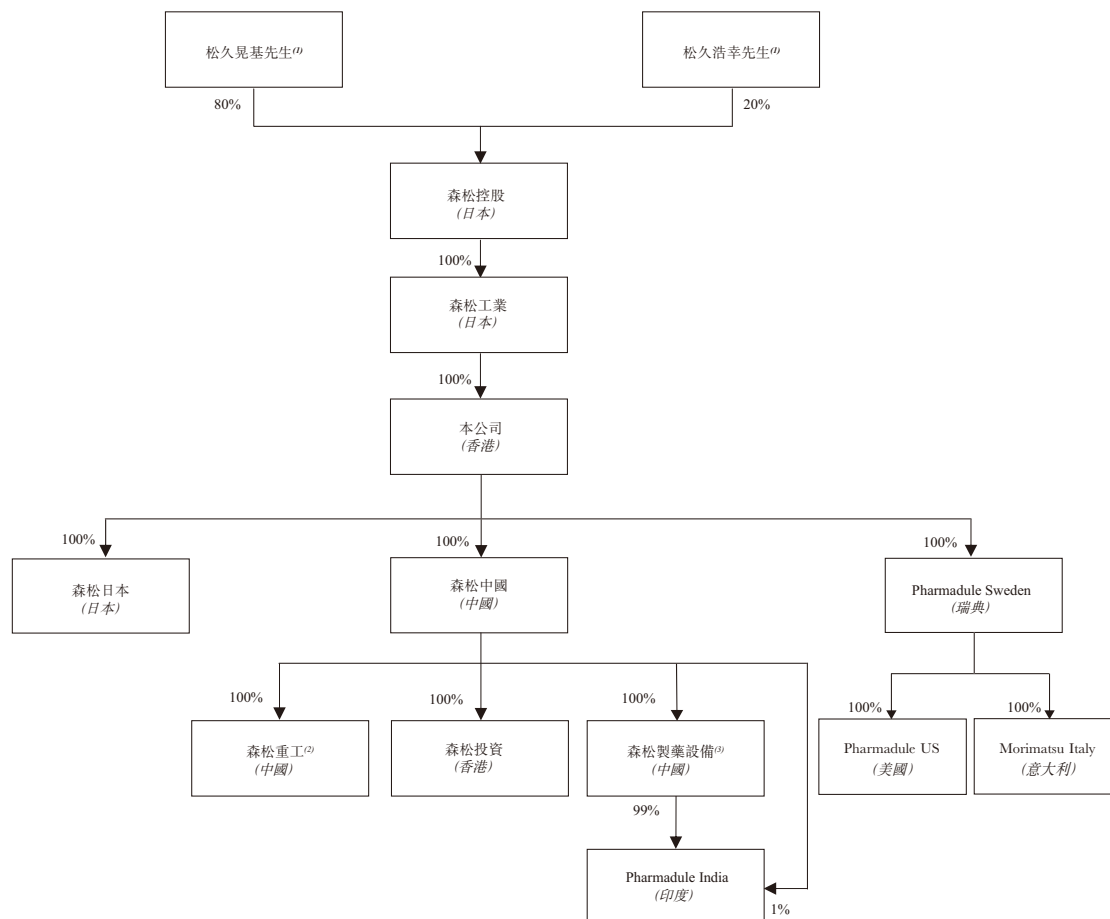 松久晃基先生(1)
松久浩幸先生(1)
80%
20%
森松控股
(日本)
100%
森松工業
(日本)
100%
本公司
(香港)
100%
100%
100%
森松日本
(日本)
森松中國
(中國)
Pharmadule Sweden
(瑞典)
100%
100%
100%
100%
100%
森松重工(2)
(中國)
森松投資
(香港)
森松製藥設備(3)
(中國)
Pharmadule US
(美國)
Morimatsu Italy
(意大利)
99%
Pharmadule India
(印度)
1%